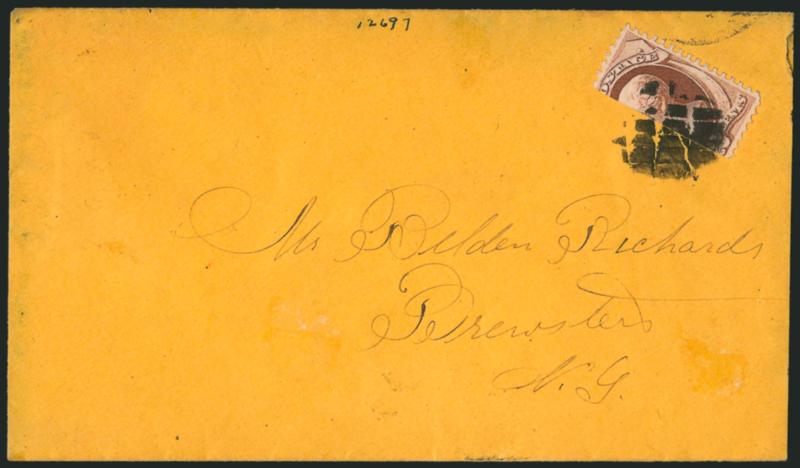 12697
Mr Belden Richards
Brewsters
N. Y.